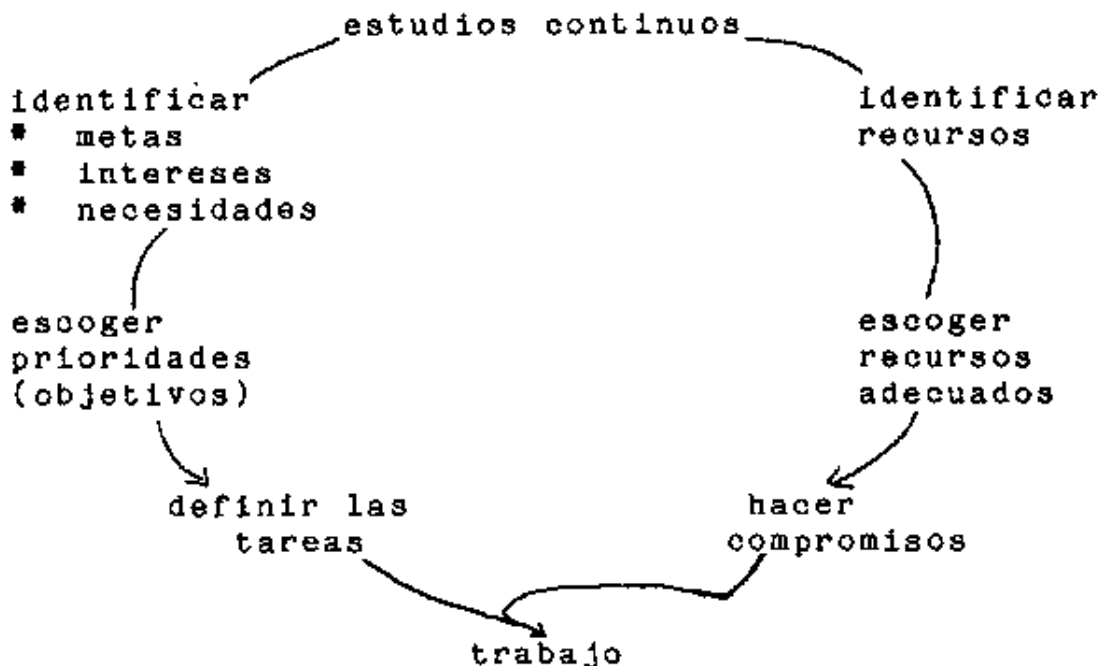 estudios continuos
identificar
* metas
* intereses
* necesidades
identificar
recursos
escoger
prioridades
(objetivos)
escoger
recursos
adecuados
definir las
tareas
hacer
compromisos
trabajo